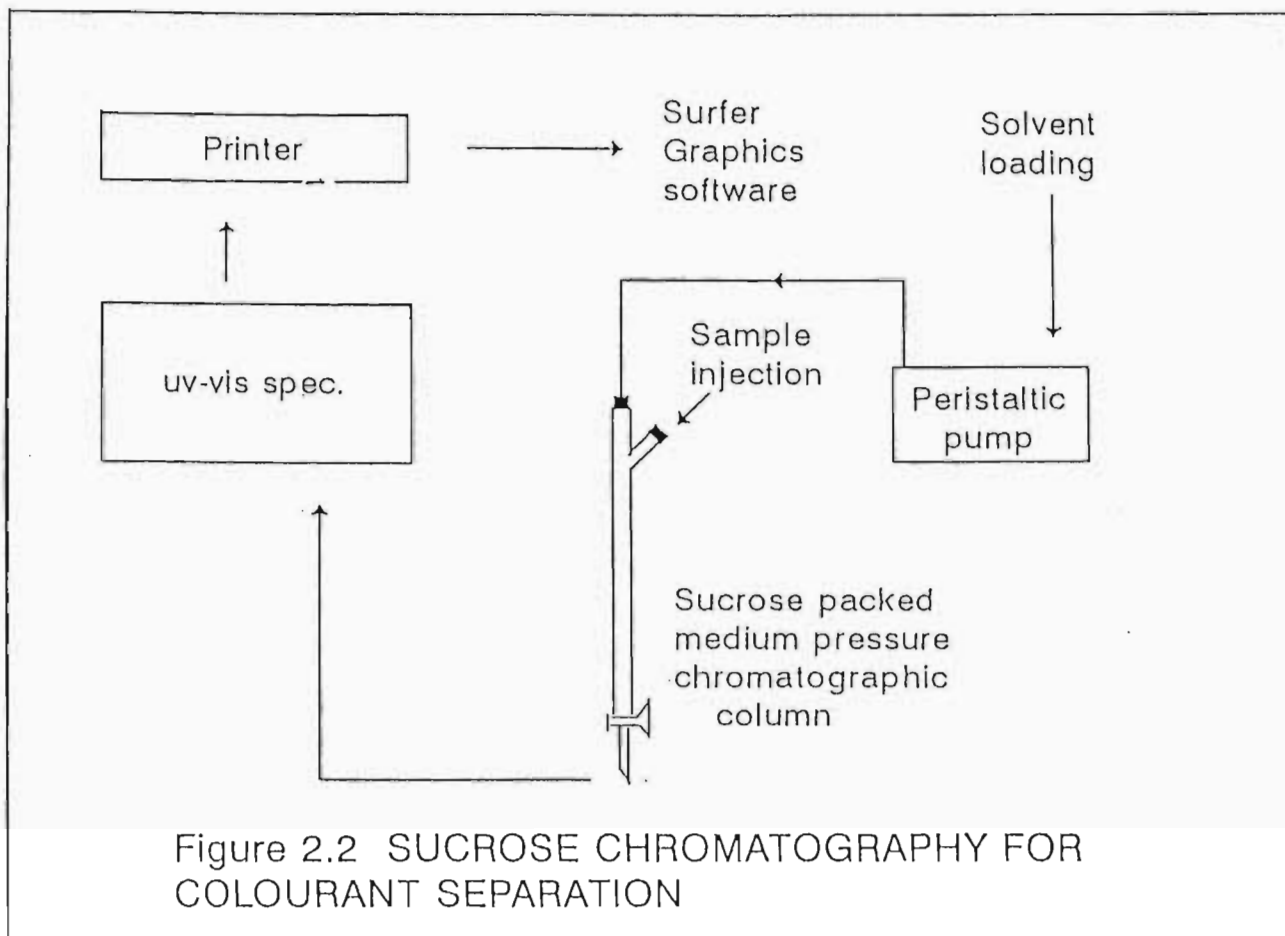 Printer
Surfer
Graphics
software
Solvent
loading
uv-vis spec.
Sample
injection
Peristaltic
pump
Sucrose packed
medium pressure
chromatographic
column
Figure 2.2 SUCROSE CHROMATOGRAPHY FOR
COLOURANT SEPARATION